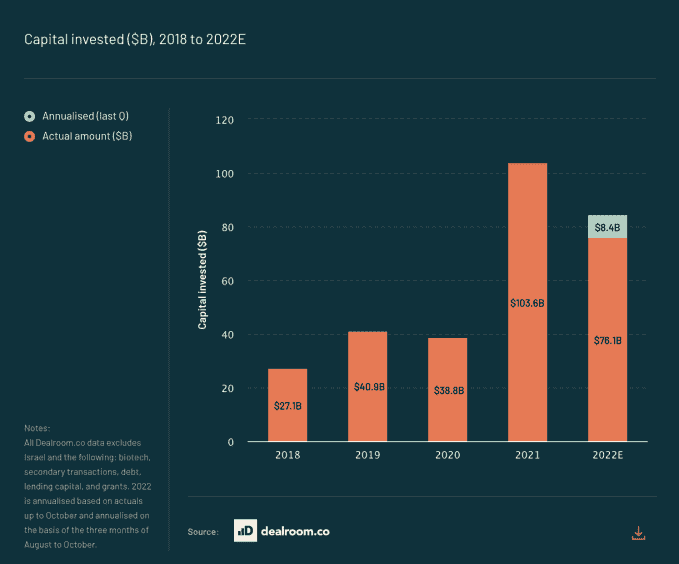 Capital invested ($B), 2018 to 2022E
Annualised (last Q)
Actual amount ($B)
Capital invested ($B)
120
100
80
60
40
20
0
$27.1B
$40.9B
$38.8B
$103.6B
$8.4B
$76.1B
2018
2019
2020
2021
2022E
Notes:
All Dealroom.co data excludes
Israel and the following: biotech,
secondary transactions, debt,
lending capital, and grants. 2022
is annualised based on actuals
up to October and annualised on
the basis of the three months of
August to October.
Source:
dealroom.co